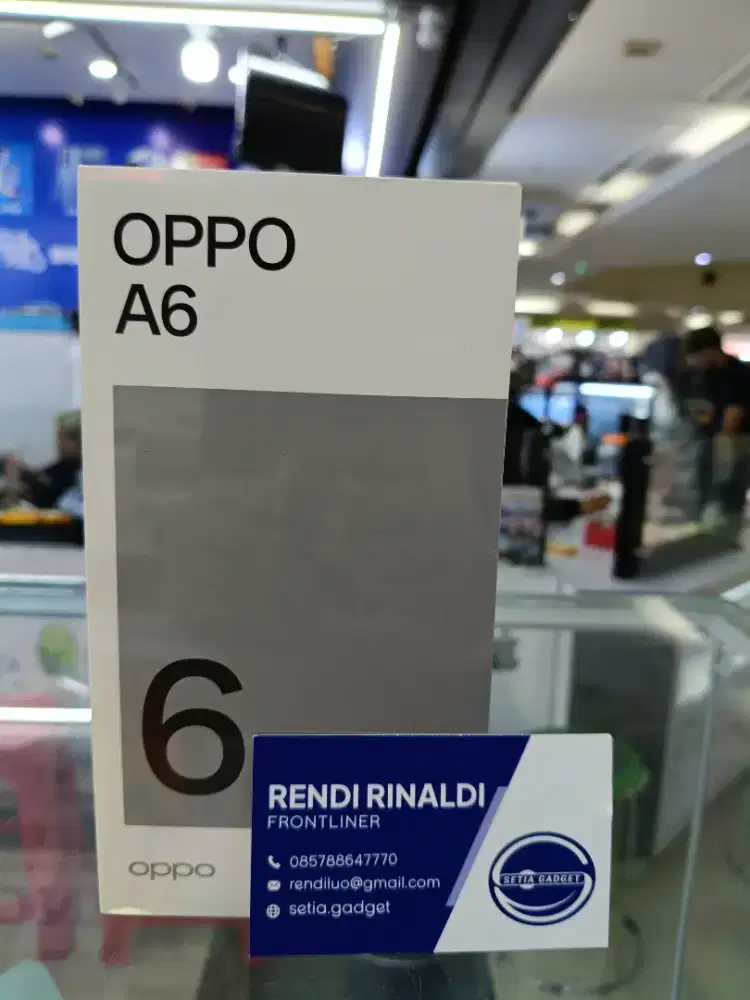 OPPO
A6
6
oppo
RENDI RINALDI
FRONTLINER
085788647770
rendiluo@gmail.com
setia.gadget
SETIA GADGET